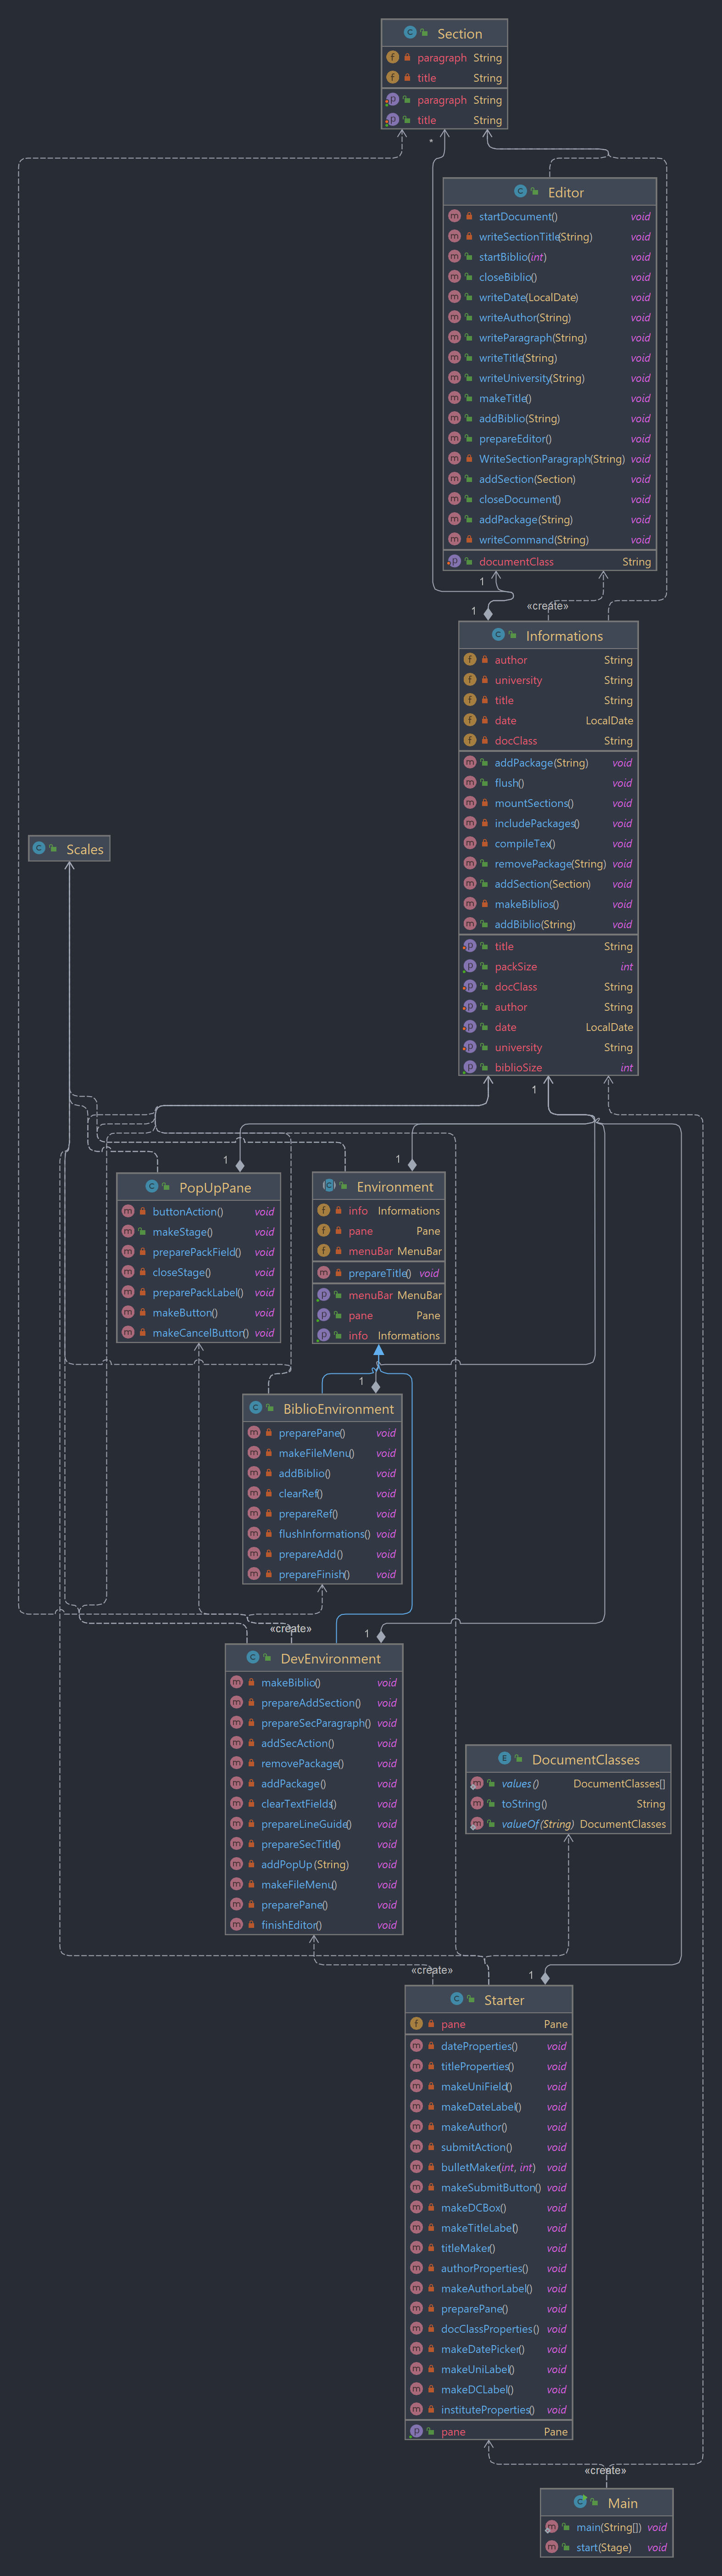 Section
paragraph String
title String
paragraph String
title String
*
Editor
startDocument() void
writeSectionTitle(String) void
startBiblio(int) void
closeBiblio() void
writeDate(LocalDate) void
writeAuthor(String) void
writeParagraph(String) void
writeTitle(String) void
writeUniversity(String) void
makeTitle() void
addBiblio(String) void
prepareEditor() void
WriteSectionParagraph(String) void
addSection(Section) void
closeDocument() void
addPackage(String) void
writeCommand(String) void
documentClass String
1
1 «create»
Informations
author String
university String
title String
date LocalDate
docClass String
addPackage(String) void
flush() void
mountSections() void
includePackages() void
compileTex() void
removePackage(String) void
addSection(Section) void
makeBiblios() void
addBiblio(String) void
title String
packSize int
docClass String
author String
date LocalDate
university String
biblioSize int
Scales
1
1 1
PopUpPane
buttonAction() void
makeStage() void
preparePackField() void
closeStage() void
preparePackLabel() void
makeButton() void
makeCancelButton() void
Environment
info Informations
pane Pane
menuBar MenuBar
prepareTitle() void
menuBar MenuBar
pane Pane
info Informations
1
BiblioEnvironment
preparePane() void
makeFileMenu() void
addBiblio() void
clearRef() void
prepareRef() void
flushInformations() void
prepareAdd() void
prepareFinish() void
«create» 1
DevEnvironment
makeBiblio() void
prepareAddSection() void
prepareSecParagraph() void
addSecAction() void
removePackage() void
addPackage() void
clearTextFields() void
prepareLineGuide() void
prepareSecTitle() void
addPopUp(String) void
makeFileMenu() void
preparePane() void
finishEditor() void
DocumentClasses
values() DocumentClasses[]
toString() String
valueOf(String) DocumentClasses
«create» 1
Starter
pane Pane
dateProperties() void
titleProperties() void
makeUniField() void
makeDateLabel() void
makeAuthor() void
submitAction() void
bulletMaker(int, int) void
makeSubmitButton() void
makeDCBox() void
makeTitleLabel() void
titleMaker() void
authorProperties() void
makeAuthorLabel() void
preparePane() void
docClassProperties() void
makeDatePicker() void
makeUniLabel() void
makeDCLabel() void
instituteProperties() void
pane Pane
«create»
Main
main(String[]) void
start(Stage) void